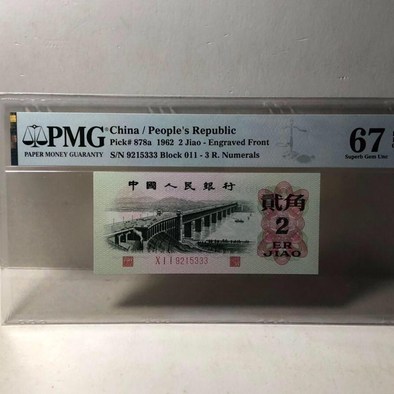 PMG
PAPER MONEY GUARANTY
China / People's Republic
Pick# 878a 1962 2 Jiao - Engraved Front
S/N 9215333 Block 011 - 3 R. Numerals
67
Superb Gem Unc
中國人民銀行
貳角
2
ER
JIAO
XII 9215333